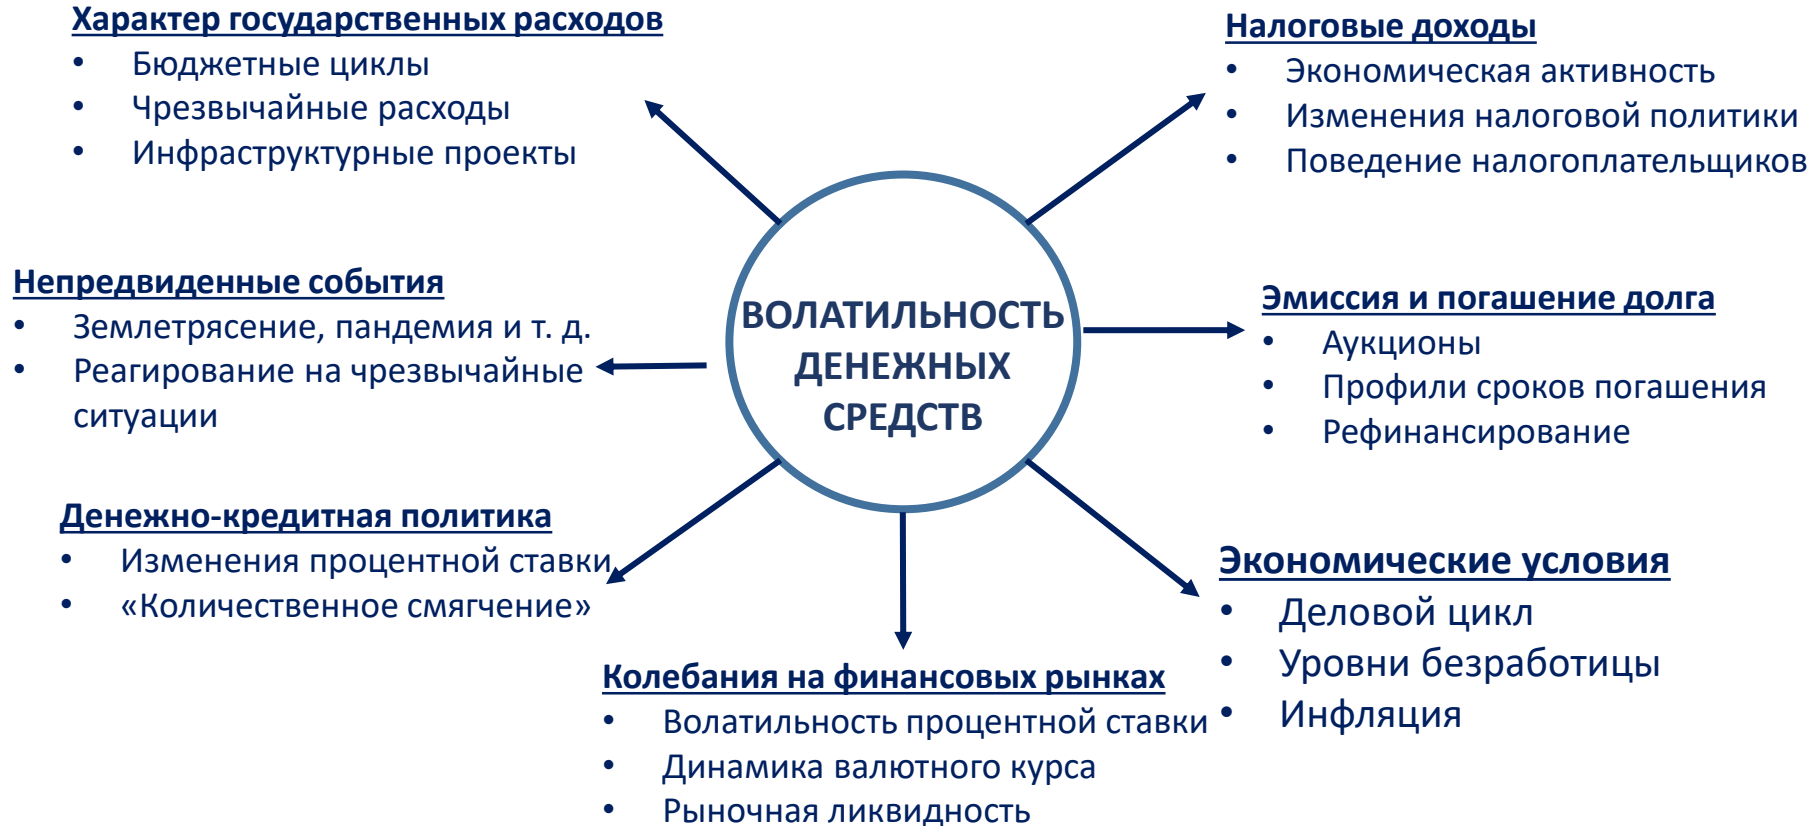 Характер государственных расходов
• Бюджетные циклы
• Чрезвычайные расходы
• Инфраструктурные проекты
Налоговые доходы
• Экономическая активность
• Изменения налоговой политики
• Поведение налогоплательщиков
Непредвиденные события
• Землетрясение, пандемия и т. д.
• Реагирование на чрезвычайные
ситуации
ВОЛАТИЛЬНОСТЬ
ДЕНЕЖНЫХ
СРЕДСТВ
Эмиссия и погашение долга
• Аукционы
• Профили сроков погашения
• Рефинансирование
Денежно-кредитная политика
• Изменения процентной ставки
• «Количественное смягчение»
Экономические условия
• Деловой цикл
• Уровни безработицы
• Инфляция
Колебания на финансовых рынках
• Волатильность процентной ставки
• Динамика валютного курса
• Рыночная ликвидность